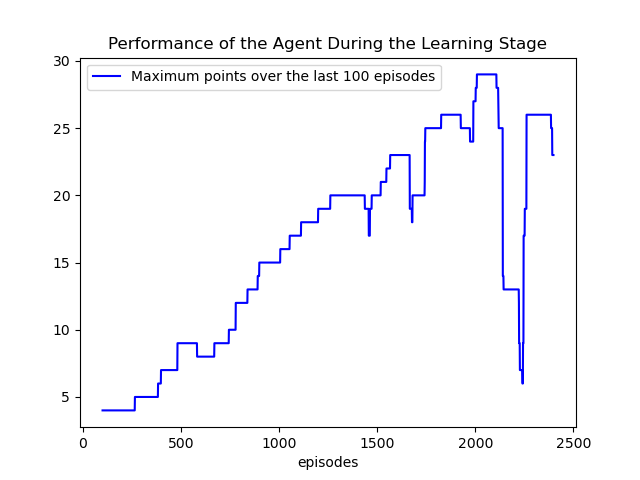 Performance of the Agent During the Learning Stage
30
Maximum points over the last 100 episodes
25
20
15
10
5
0 500 1000 1500 2000 2500
episodes